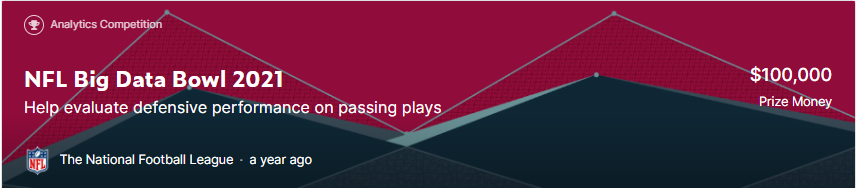 Analytics Competition
NFL Big Data Bowl 2021
$100,000
Help evaluate defensive performance on passing plays
Prize Money
NFL
The National Football League · a year ago